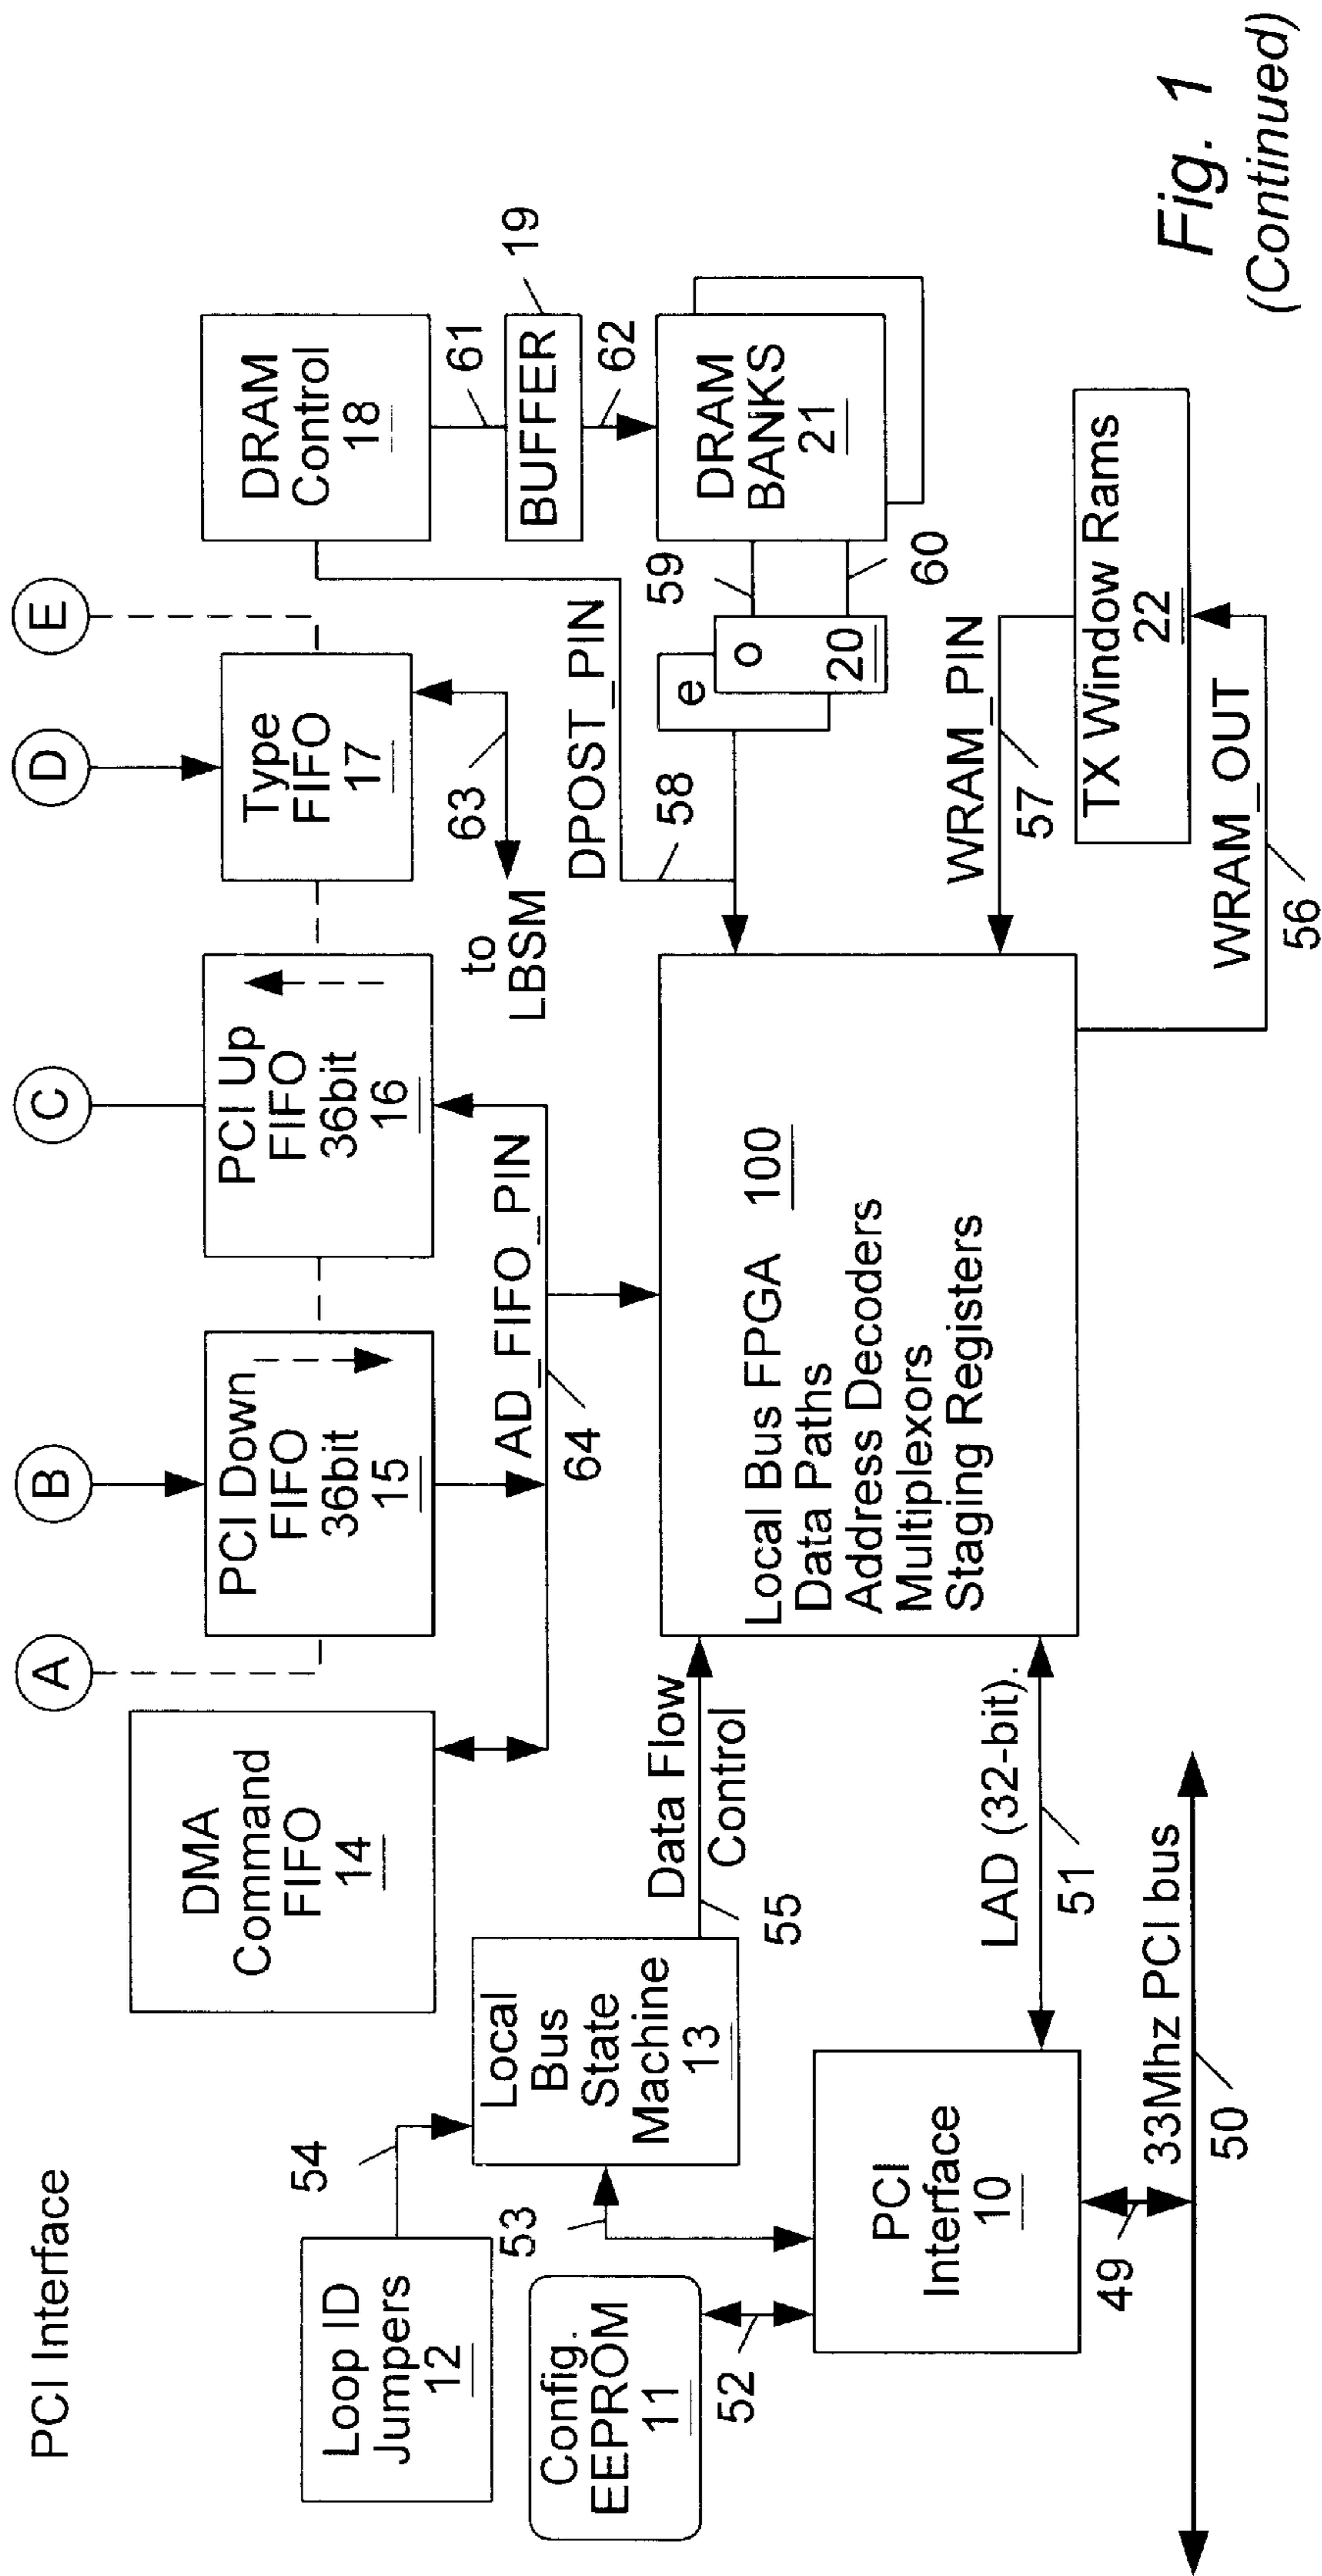 PCI Interface
A
B
C
D
E
DMA
Command
FIFO
14
PCI Down
FIFO
36bit
15
PCI Up
FIFO
36bit
16
Type
FIFO
17
DRAM
Control
18
61
BUFFER
19
62
DRAM
BANKS
21
63
to
LBSM
AD_FIFO_PIN
64
DPOST_PIN
58
59
60
e
o
20
Loop ID
Jumpers
12
54
Local
Bus
State
Machine
13
53
Config.
EEPROM
11
52
Data Flow
Control
55
Local Bus FPGA 100
Data Paths
Address Decoders
Multiplexors
Staging Registers
WRAM_PIN
57
TX Window Rams
22
WRAM_OUT
56
PCI
Interface
10
LAD (32-bit).
51
49
33Mhz PCI bus
50
Fig. 1
(Continued)